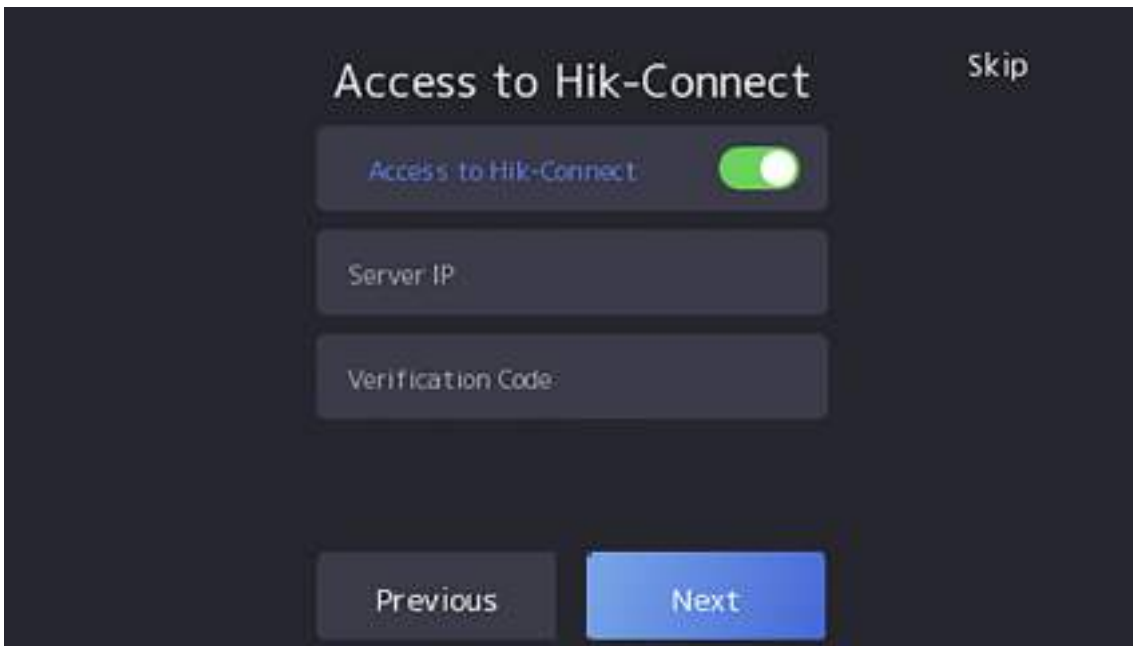 Access to Hik-Connect
Skip
Access to Hik-Connect
Server IP
Verification Code
Previous
Next